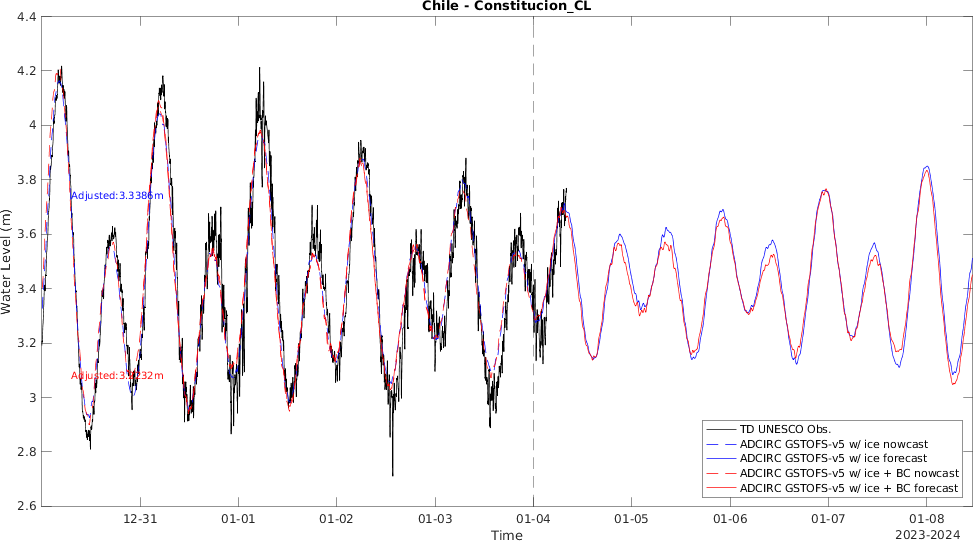 Chile - Constitucion_CL
4.4
4.2
4
3.8
3.6
3.4
3.2
3
2.8
2.6
Water Level (m)
Adjusted:3.3386m
TD UNESCO Obs.
ADCIRC GSTOFS-v5 w/ ice nowcast
ADCIRC GSTOFS-v5 w/ ice forecast
ADCIRC GSTOFS-v5 w/ ice + BC nowcast
ADCIRC GSTOFS-v5 w/ ice + BC forecast
12-31
01-01
01-02
01-03
01-04
01-05
01-06
01-07
01-08
Time
2023-2024